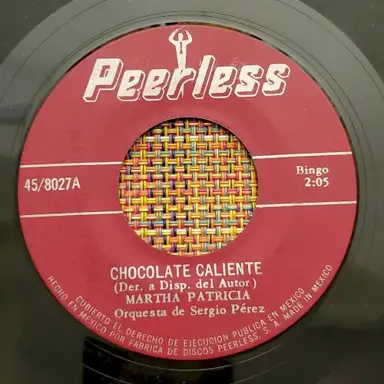 Peerless
45/8027A
Bingo
2:05
CHOCOLATE CALIENTE
(Der. a Disp. del Autor)
MARTHA PATRICIA
Orquesta de Sergio Pérez
CUBIERTO EL DERECHO DE EJECUCION PUBLICA EN MEXICO
HECHO EN MEXICO POR FABRICA DE DISCOS PEERLESS, S. A. MADE IN MEXICO